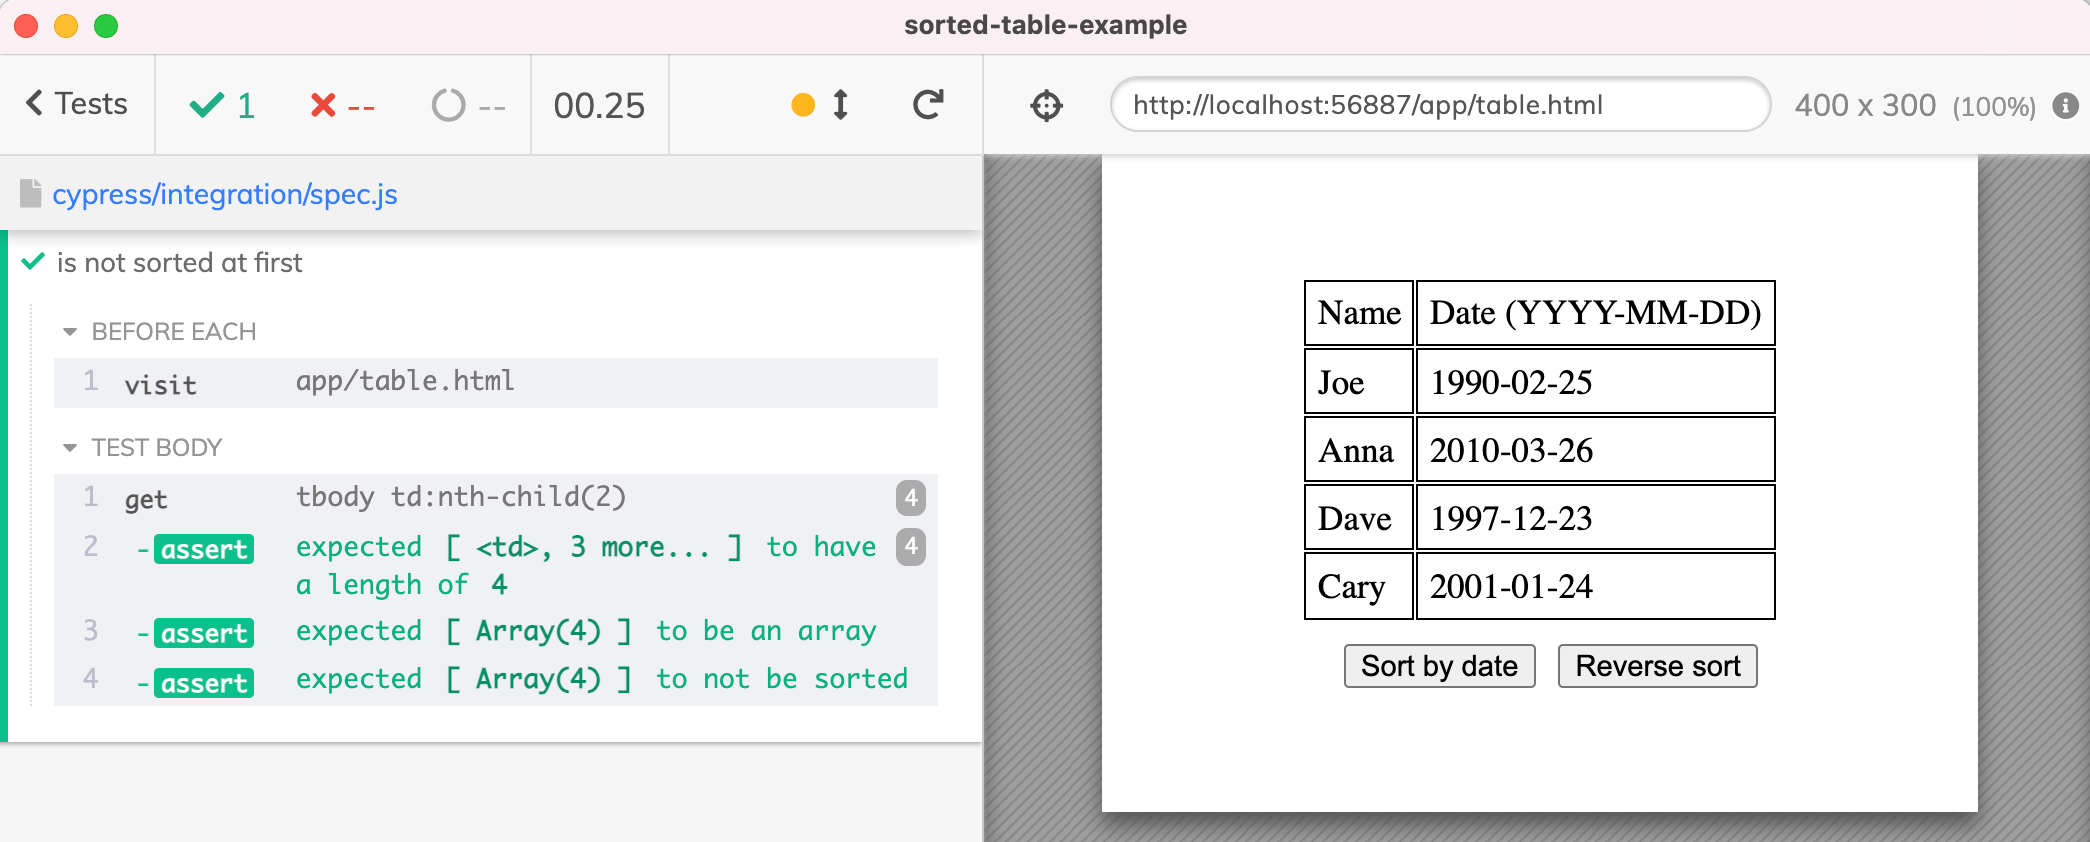 sorted-table-example
Tests
1
--
--
00.25
http://localhost:56887/app/table.html
400 x 300 (100%)
cypress/integration/spec.js
is not sorted at first
BEFORE EACH
1 visit app/table.html
TEST BODY
1 get tbody td:nth-child(2) 4
2 -assert expected [ <td>, 3 more... ] to have 4
a length of 4
3 -assert expected [ Array(4) ] to be an array
4 -assert expected [ Array(4) ] to not be sorted
Name Date (YYYY-MM-DD)
Joe 1990-02-25
Anna 2010-03-26
Dave 1997-12-23
Cary 2001-01-24
Sort by date Reverse sort